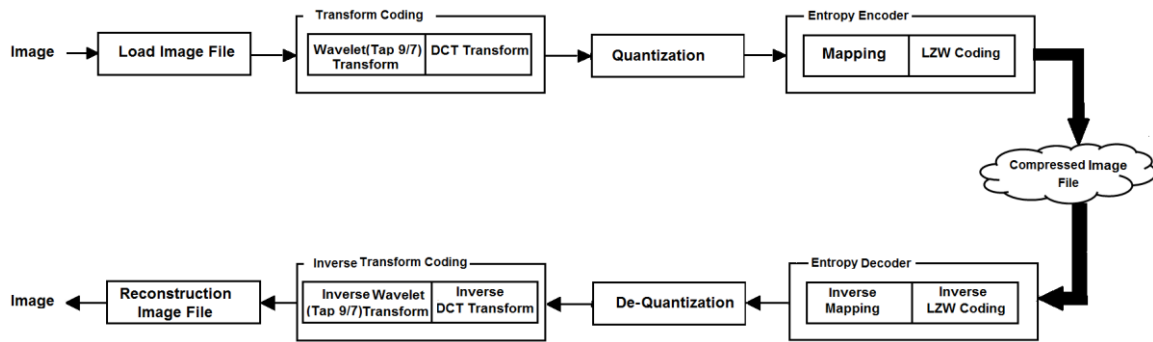 Transform Coding
Entropy Encoder
Image
Load Image File
Wavelet(Tap 9/7)
Transform
DCT Transform
Quantization
Mapping
LZW Coding
Compressed Image
File
Inverse Transform Coding
Entropy Decoder
Image
Reconstruction
Image File
Inverse Wavelet
(Tap 9/7)Transform
Inverse
DCT Transform
De-Quantization
Inverse
Mapping
Inverse
LZW Coding